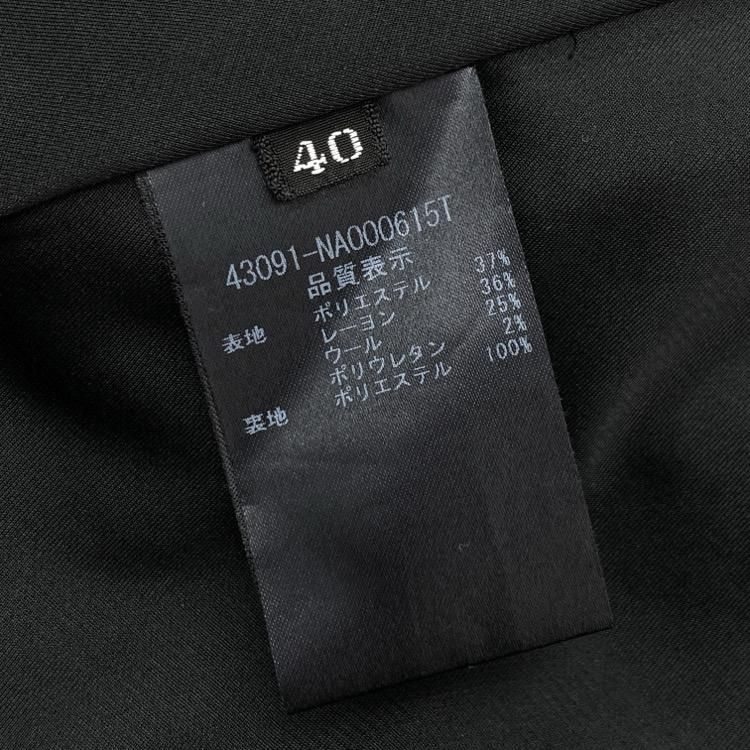 40
43091-NA000615T
品質表示
表地 ポリエステル 37%
レーヨン 36%
ウール 25%
ポリウレタン 2%
裏地 ポリエステル 100%